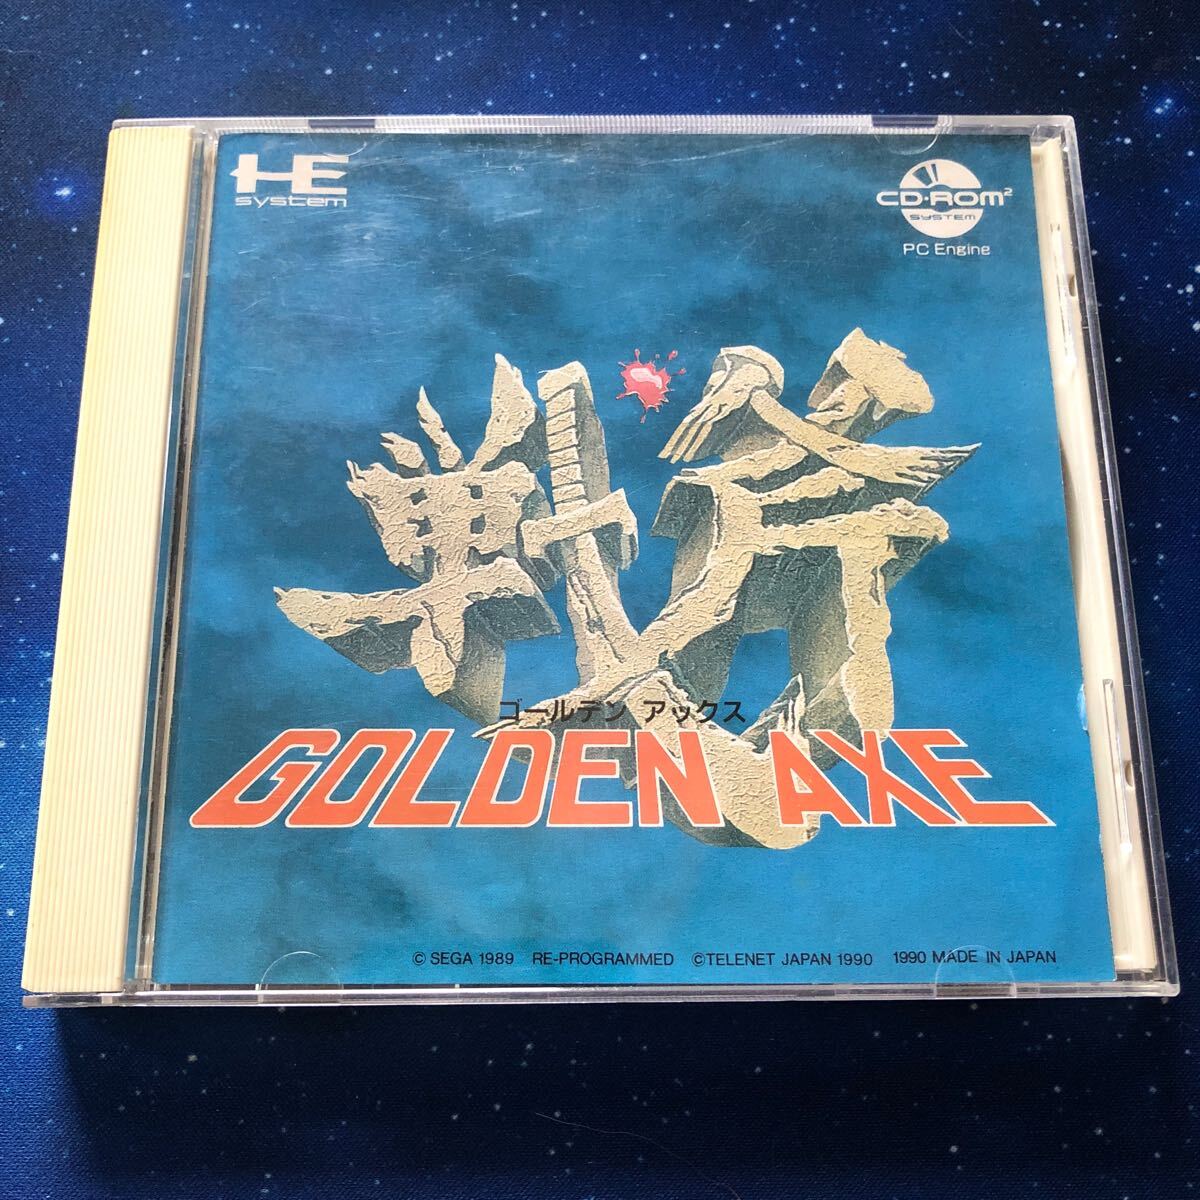 HE
system
CD-ROM²
SYSTEM
PC Engine
戦斧
ゴールデン アックス
GOLDEN AXE
© SEGA 1989 RE-PROGRAMMED ©TELENET JAPAN 1990 1990 MADE IN JAPAN